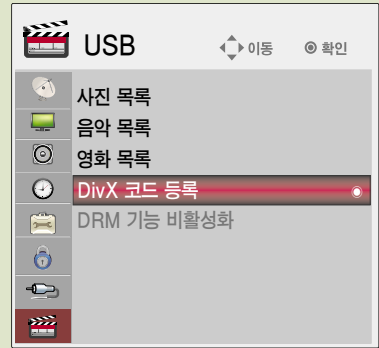 USB 이동 확인
사진 목록
음악 목록
영화 목록
DivX 코드 등록
DRM 기능 비활성화